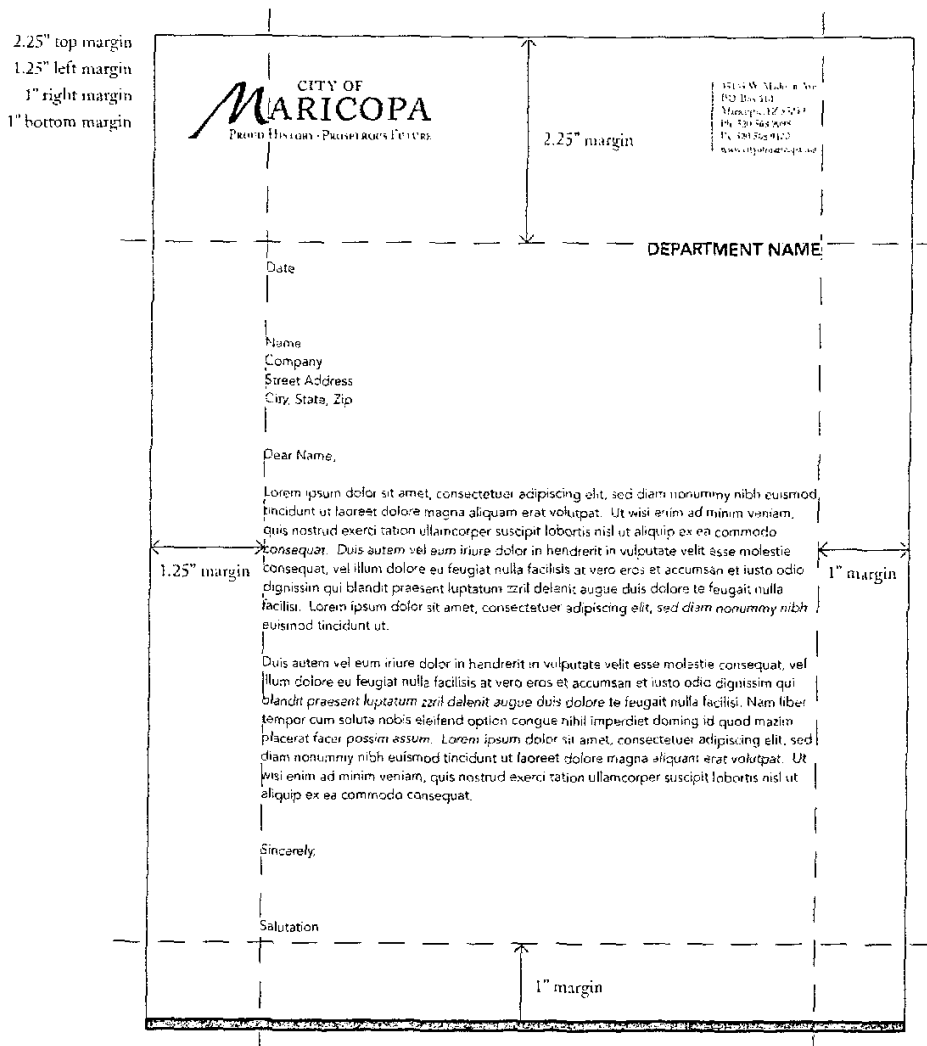 2.25" top margin
1.25" left margin
1" right margin
1" bottom margin
CITY OF
MARICOPA
PROUD HISTORY · PROSPEROUS FUTURE
2.25" margin
P.O. Box
Maricopa, AZ
DEPARTMENT NAME
Date
Name
Company
Street Address
City, State, Zip
Dear Name,
Lorem ipsum dolor sit amet, consectetuer adipiscing elit, sed diam nonummy nibh euismod
tincidunt ut laoreet dolore magna aliquam erat volutpat. Ut wisi enim ad minim veniam,
quis nostrud exerci tation ullamcorper suscipit lobortis nisl ut aliquip ex ea commodo
consequat. Duis autem vel eum iriure dolor in hendrerit in vulputate velit esse molestie
consequat, vel illum dolore eu feugiat nulla facilisis at vero eros et accumsan et iusto odio
dignissim qui blandit praesent luptatum zzril delenit augue duis dolore te feugait nulla
facilisi. Lorem ipsum dolor sit amet, consectetuer adipiscing elit, sed diam nonummy nibh
euismod tincidunt ut.
1.25" margin
1" margin
Duis autem vel eum iriure dolor in hendrerit in vulputate velit esse molestie consequat, vel
illum dolore eu feugiat nulla facilisis at vero eros et accumsan et iusto odio dignissim qui
blandit praesent luptatum zzril delenit augue duis dolore te feugait nulla facilisi. Nam liber
tempor cum soluta nobis eleifend option congue nihil imperdiet doming id quod mazim
placerat facer possim assum. Lorem ipsum dolor sit amet, consectetuer adipiscing elit, sed
diam nonummy nibh euismod tincidunt ut laoreet dolore magna aliquam erat volutpat. Ut
wisi enim ad minim veniam, quis nostrud exerci tation ullamcorper suscipit lobortis nisl ut
aliquip ex ea commodo consequat.
Sincerely,
Salutation
1" margin